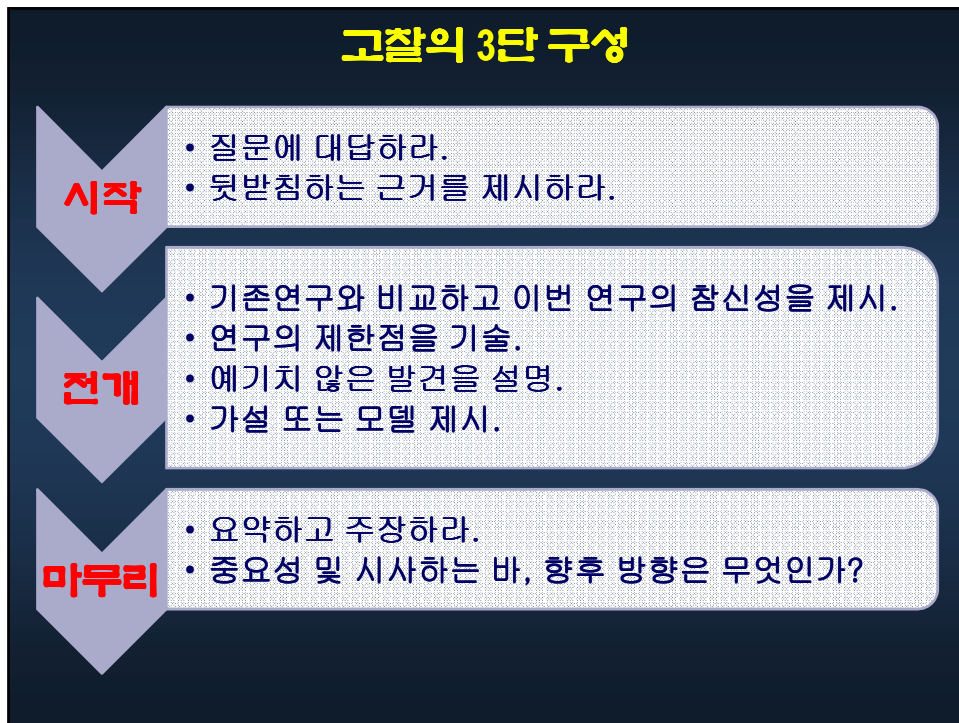 고찰의 3단 구성
시작
• 질문에 대답하라.
• 뒷받침하는 근거를 제시하라.
전개
• 기존연구와 비교하고 이번 연구의 참신성을 제시.
• 연구의 제한점을 기술.
• 예기치 않은 발견을 설명.
• 가설 또는 모델 제시.
마무리
• 요약하고 주장하라.
• 중요성 및 시사하는 바, 향후 방향은 무엇인가?